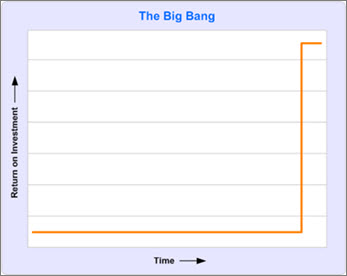 The Big Bang
Return on Investment
Time